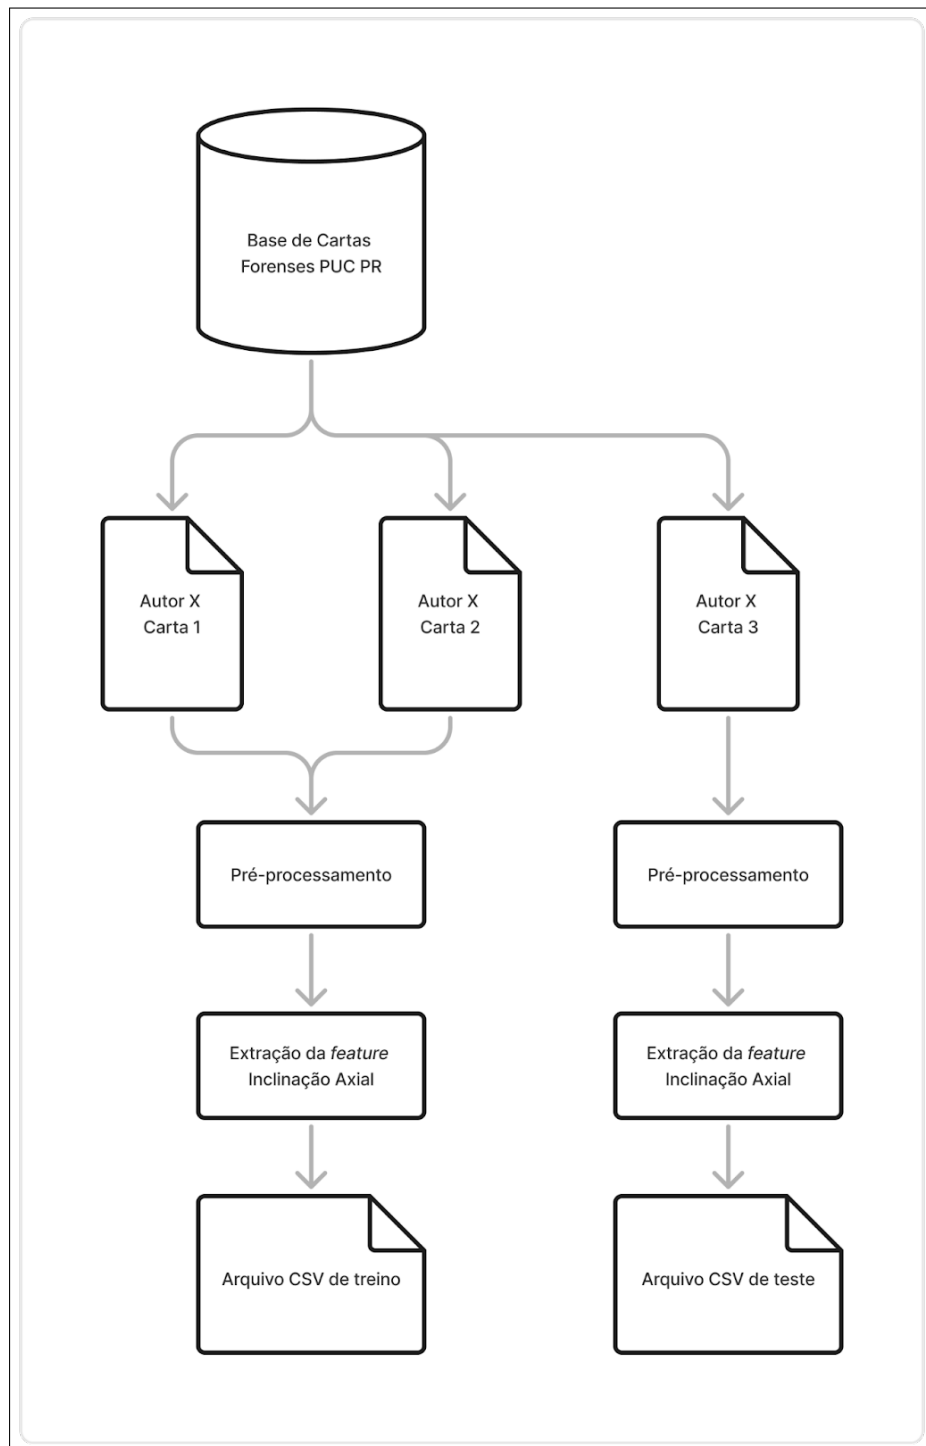 Base de Cartas
Forenses PUC PR
Autor X
Carta 1
Autor X
Carta 2
Autor X
Carta 3
Pré-processamento
Pré-processamento
Extração da feature
Inclinação Axial
Extração da feature
Inclinação Axial
Arquivo CSV de treino
Arquivo CSV de teste